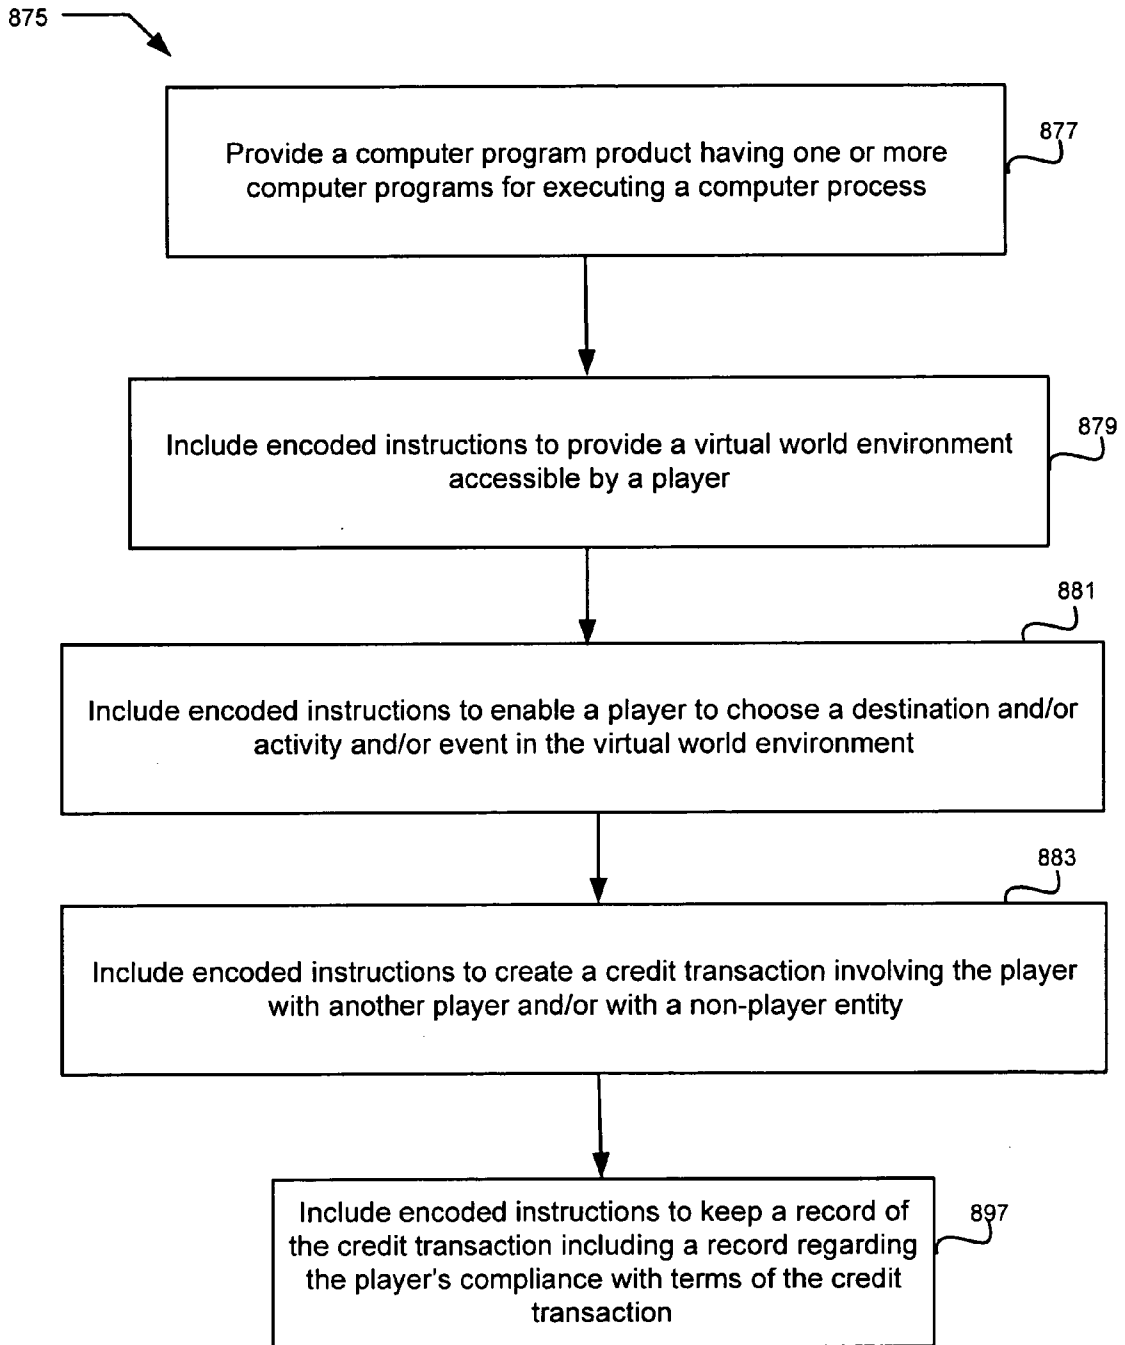 875
Provide a computer program product having one or more
computer programs for executing a computer process
877
Include encoded instructions to provide a virtual world environment
accessible by a player
879
881
Include encoded instructions to enable a player to choose a destination and/or
activity and/or event in the virtual world environment
883
Include encoded instructions to create a credit transaction involving the player
with another player and/or with a non-player entity
Include encoded instructions to keep a record of
the credit transaction including a record regarding
the player's compliance with terms of the credit
transaction
897